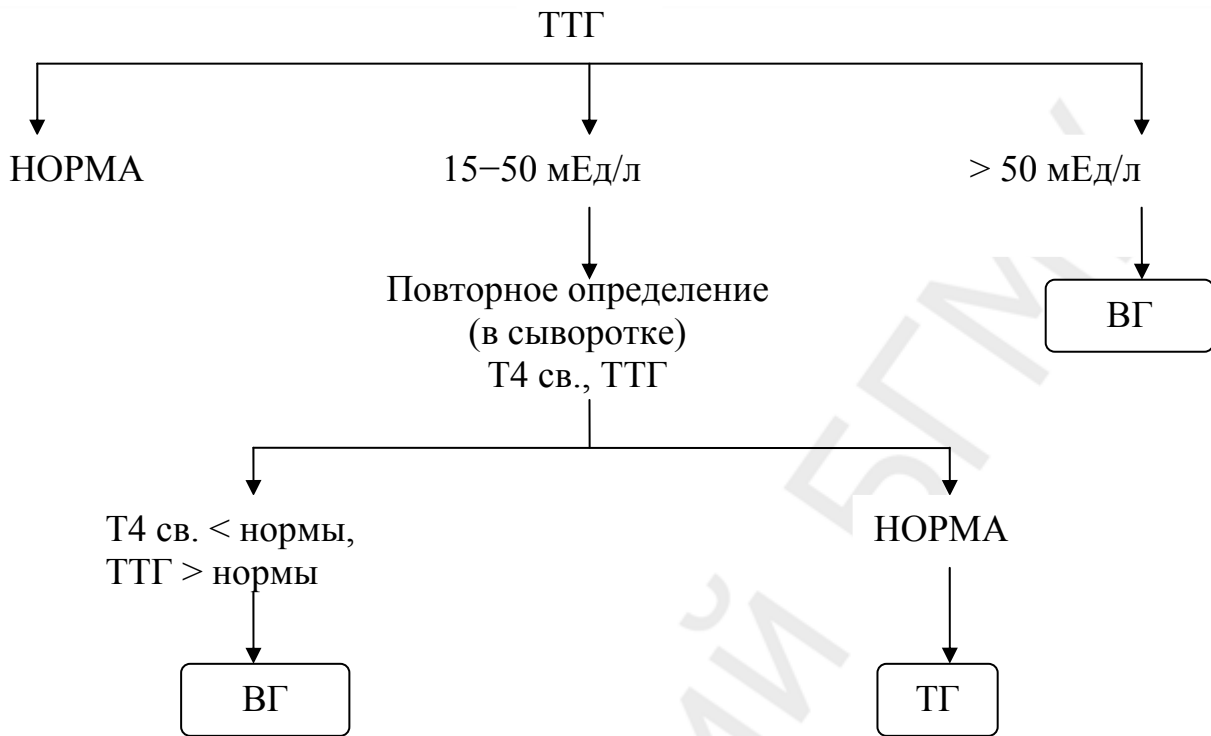 ТТГ
НОРМА
15−50 мЕд/л
> 50 мЕд/л
Повторное определение
(в сыворотке)
Т4 св., ТТГ
ВГ
Т4 св. < нормы,
ТТГ > нормы
НОРМА
ВГ
ТГ